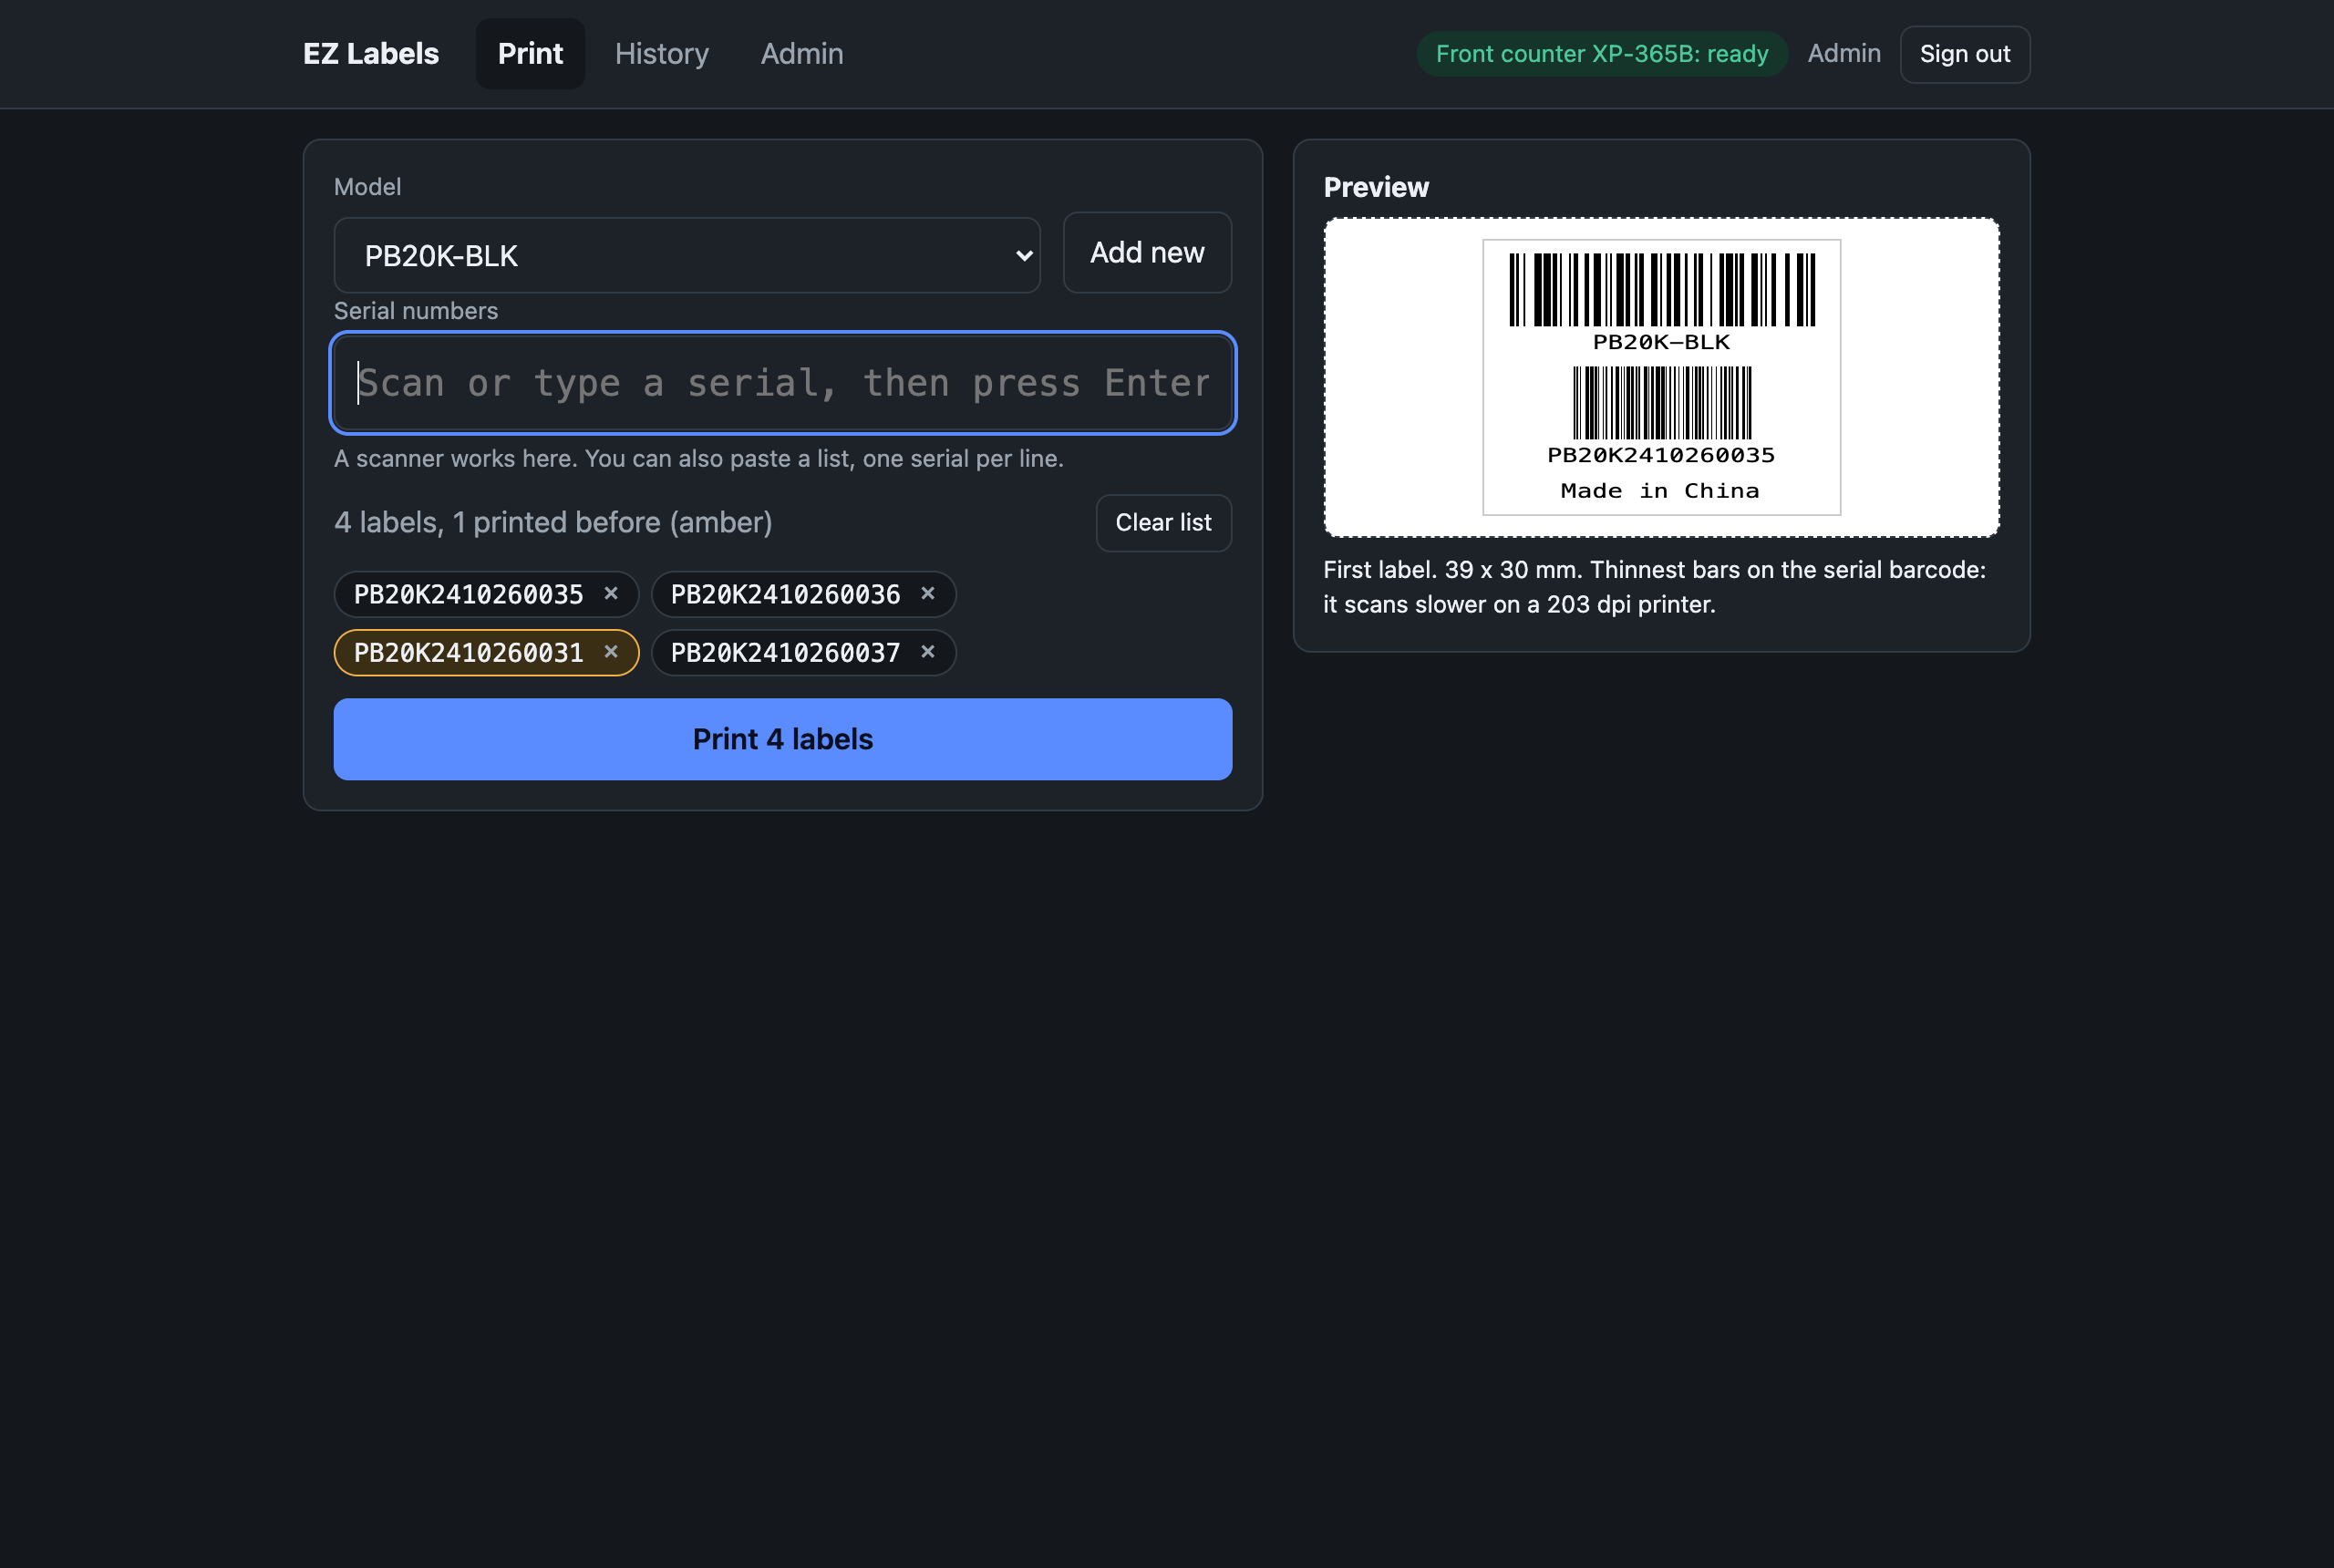 EZ Labels Print History Admin Front counter XP-365B: ready Admin Sign out
Model
PB20K-BLK Add new
Serial numbers
Scan or type a serial, then press Enter
A scanner works here. You can also paste a list, one serial per line.
4 labels, 1 printed before (amber) Clear list
PB20K2410260035 × PB20K2410260036 ×
PB20K2410260031 × PB20K2410260037 ×
Print 4 labels
Preview
PB20K-BLK
PB20K2410260035
Made in China
First label. 39 x 30 mm. Thinnest bars on the serial barcode:
it scans slower on a 203 dpi printer.